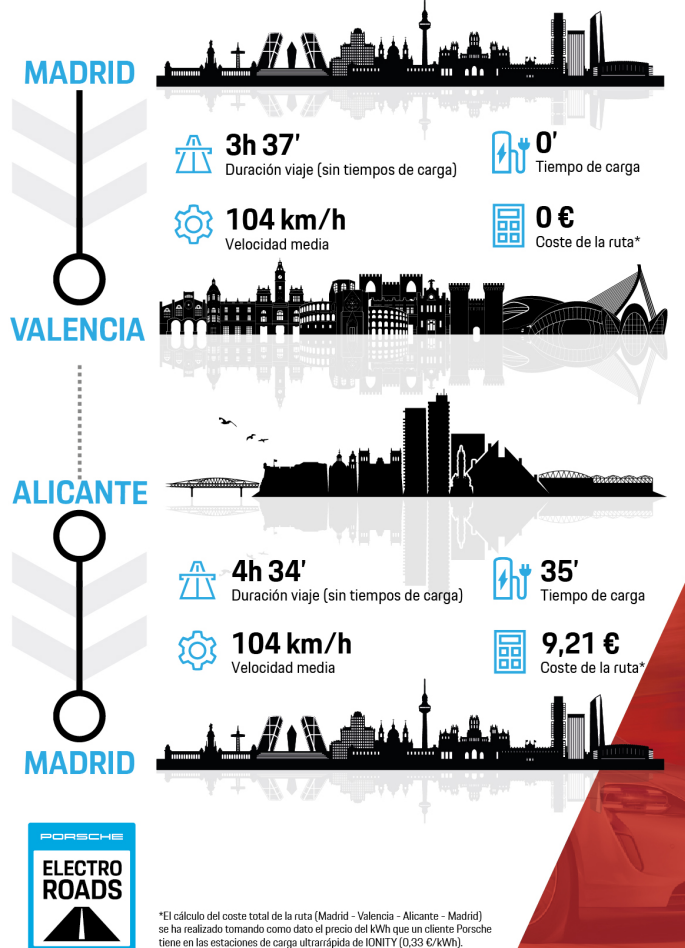 MADRID
3h 37'
Duración viaje (sin tiempos de carga)
0'
Tiempo de carga
104 km/h
Velocidad media
0 €
Coste de la ruta*
VALENCIA
ALICANTE
4h 34'
Duración viaje (sin tiempos de carga)
35'
Tiempo de carga
104 km/h
Velocidad media
9,21 €
Coste de la ruta*
MADRID
PORSCHE
ELECTRO
ROADS
*El cálculo del coste total de la ruta (Madrid - Valencia - Alicante - Madrid)
se ha realizado tomando como dato el precio del kWh que un cliente Porsche
tiene en las estaciones de carga ultrarrápida de IONITY (0,33 €/kWh).